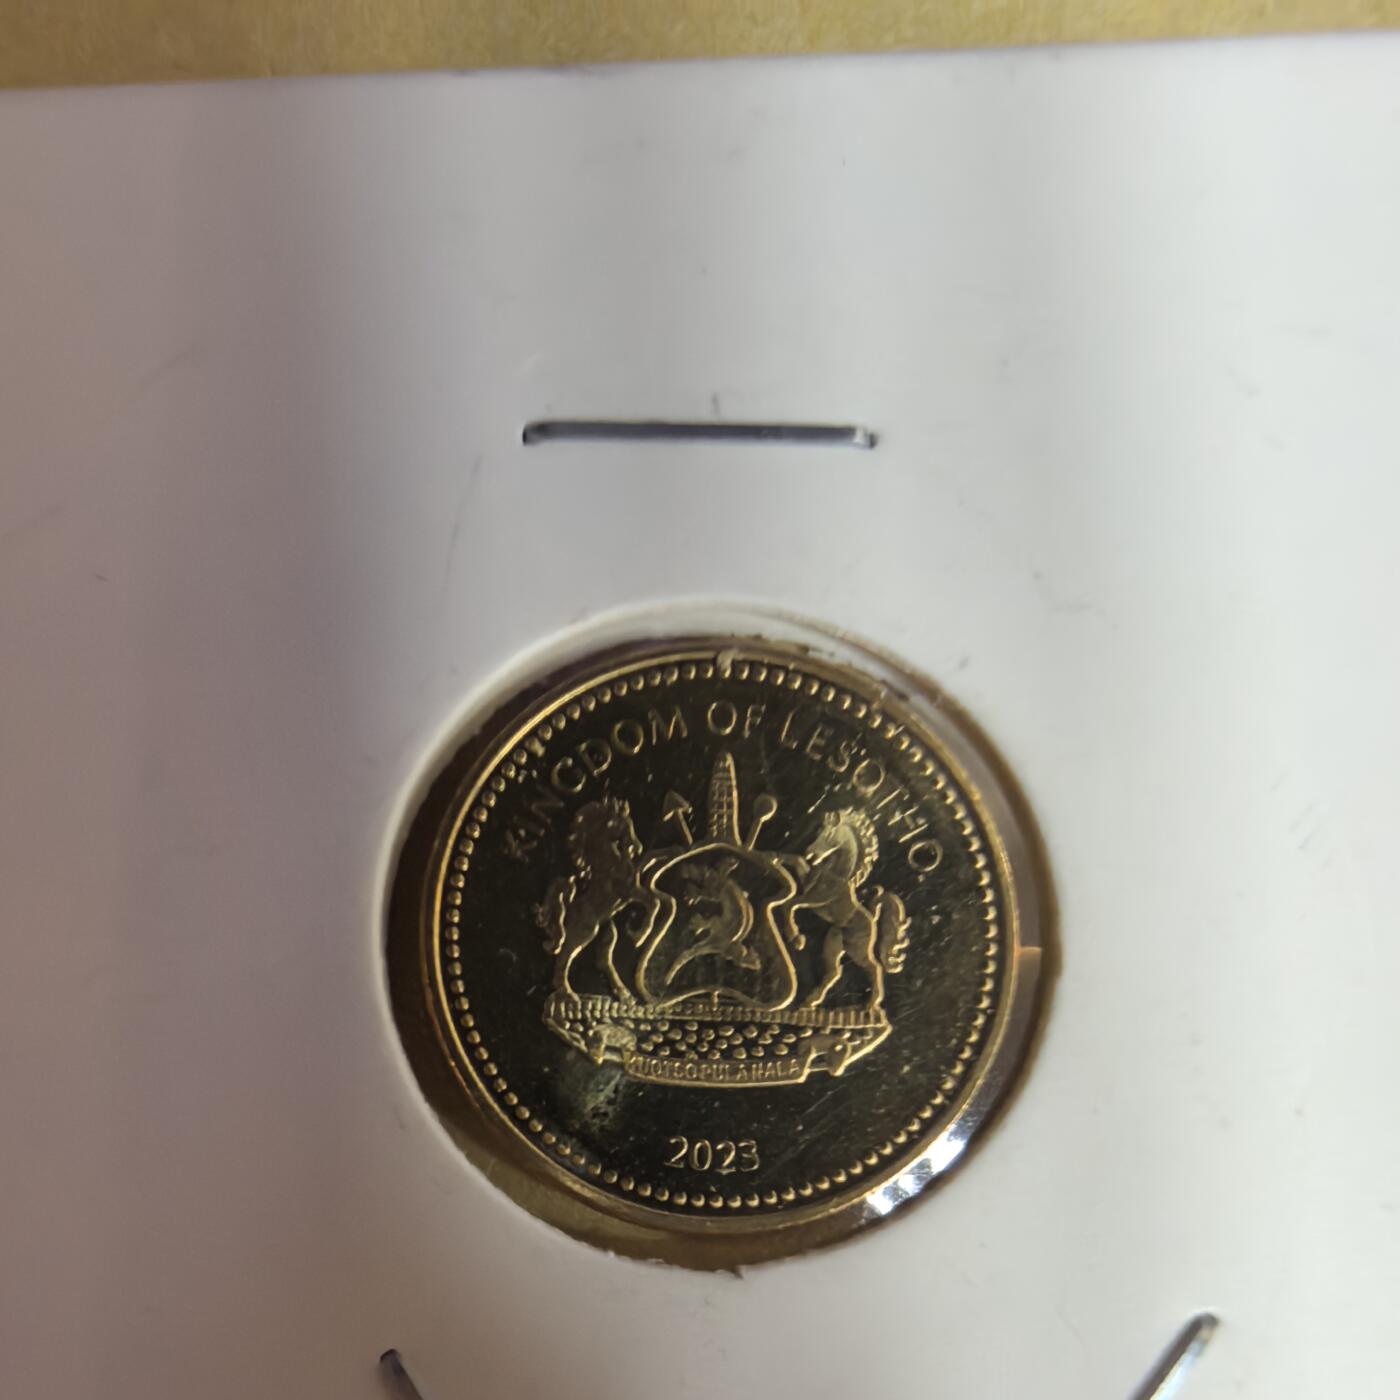 KINGDOM OF LESOTHO
KHOTSO PULA NALA
2023